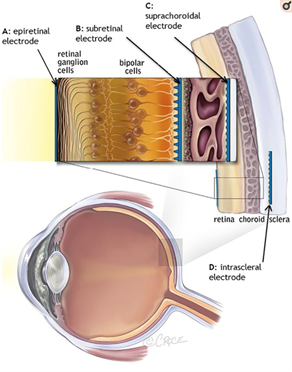 C:
suprachoroidal
electrode
B: subretinal
electrode
A: epiretinal
electrode
retinal
ganglion
cells
bipolar
cells
retina choroid sclera
D: intrascleral
electrode